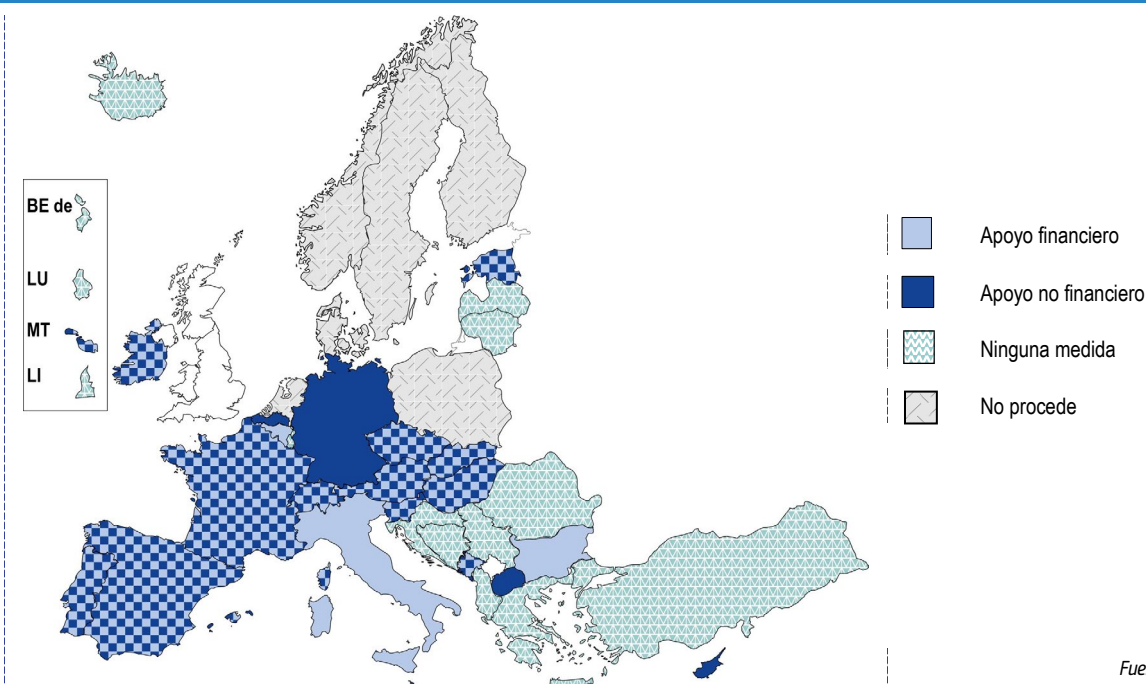 BE de
LU
MT
LI
Apoyo financiero
Apoyo no financiero
Ninguna medida
No procede
Fue